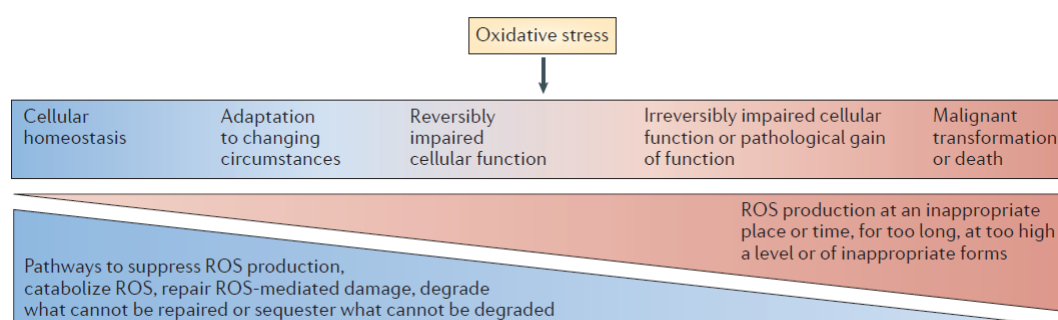 Oxidative stress
Cellular
homeostasis
Adaptation
to changing
circumstances
Reversibly
impaired
cellular function
Irreversibly impaired cellular
function or pathological gain
of function
Malignant
transformation
or death
ROS production at an inappropriate
place or time, for too long, at too high
a level or of inappropriate forms
Pathways to suppress ROS production,
catabolize ROS, repair ROS-mediated damage, degrade
what cannot be repaired or sequester what cannot be degraded